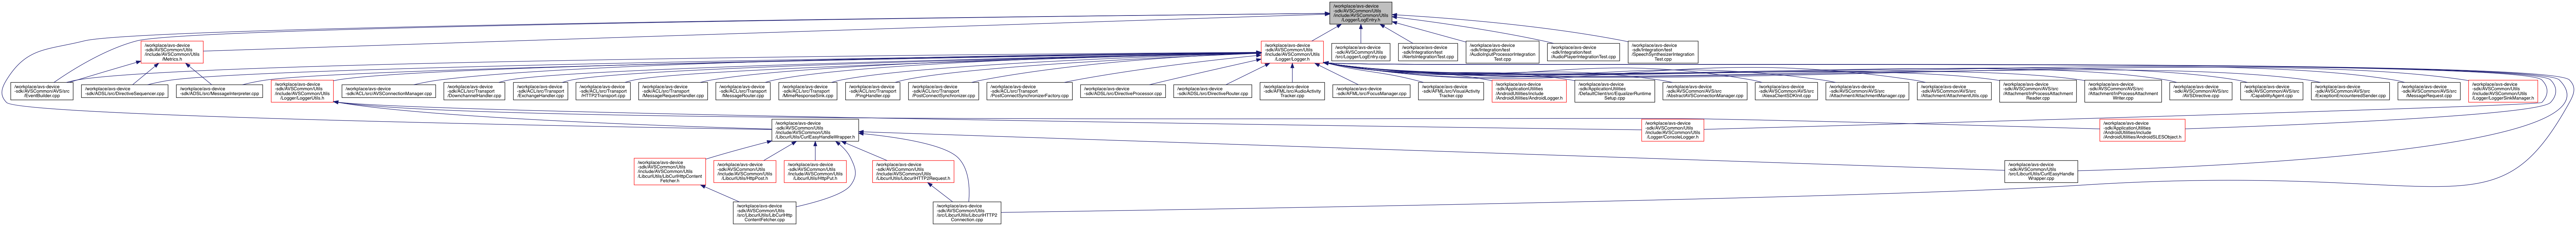 /workplace/avs-device
-sdk/AVSCommon/Utils
/include/AVSCommon/Utils
/Logger/LogEntry.h
/workplace/avs-device
-sdk/AVSCommon/Utils
/include/AVSCommon/Utils
/Metrics.h
/workplace/avs-device
-sdk/AVSCommon/Utils
/include/AVSCommon/Utils
/Logger/Logger.h
/workplace/avs-device
-sdk/AVSCommon/Utils
/src/Logger/LogEntry.cpp
/workplace/avs-device
-sdk/Integration/test
/AlertsIntegrationTest.cpp
/workplace/avs-device
-sdk/Integration/test
/AudioInputProcessorIntegration
Test.cpp
/workplace/avs-device
-sdk/Integration/test
/AudioPlayerIntegrationTest.cpp
/workplace/avs-device
-sdk/Integration/test
/SpeechSynthesizerIntegration
Test.cpp
/workplace/avs-device
-sdk/AVSCommon/AVS/src
/EventBuilder.cpp
/workplace/avs-device
-sdk/ADSL/src/DirectiveSequencer.cpp
/workplace/avs-device
-sdk/ADSL/src/MessageInterpreter.cpp
/workplace/avs-device
-sdk/AVSCommon/Utils
/include/AVSCommon/Utils
/Logger/LoggerUtils.h
/workplace/avs-device
-sdk/ACL/src/AVSConnectionManager.cpp
/workplace/avs-device
-sdk/ACL/src/Transport
/DownchannelHandler.cpp
/workplace/avs-device
-sdk/ACL/src/Transport
/ExchangeHandler.cpp
/workplace/avs-device
-sdk/ACL/src/Transport
/HTTP2Transport.cpp
/workplace/avs-device
-sdk/ACL/src/Transport
/MessageRequestHandler.cpp
/workplace/avs-device
-sdk/ACL/src/Transport
/MessageRouter.cpp
/workplace/avs-device
-sdk/ACL/src/Transport
/MimeResponseSink.cpp
/workplace/avs-device
-sdk/ACL/src/Transport
/PingHandler.cpp
/workplace/avs-device
-sdk/ACL/src/Transport
/PostConnectSynchronizer.cpp
/workplace/avs-device
-sdk/ACL/src/Transport
/PostConnectSynchronizerFactory.cpp
/workplace/avs-device
-sdk/ADSL/src/DirectiveProcessor.cpp
/workplace/avs-device
-sdk/ADSL/src/DirectiveRouter.cpp
/workplace/avs-device
-sdk/AFML/src/AudioActivity
Tracker.cpp
/workplace/avs-device
-sdk/AFML/src/FocusManager.cpp
/workplace/avs-device
-sdk/AFML/src/VisualActivity
Tracker.cpp
/workplace/avs-device
-sdk/ApplicationUtilities
/AndroidUtilities/include
/AndroidUtilities/AndroidLogger.h
/workplace/avs-device
-sdk/ApplicationUtilities
/DefaultClient/src/EqualizerRuntime
Setup.cpp
/workplace/avs-device
-sdk/AVSCommon/AVS/src
/AbstractAVSConnectionManager.cpp
/workplace/avs-device
-sdk/AVSCommon/AVS/src
/AlexaClientSDKInit.cpp
/workplace/avs-device
-sdk/AVSCommon/AVS/src
/Attachment/AttachmentManager.cpp
/workplace/avs-device
-sdk/AVSCommon/AVS/src
/Attachment/AttachmentUtils.cpp
/workplace/avs-device
-sdk/AVSCommon/AVS/src
/Attachment/InProcessAttachment
Reader.cpp
/workplace/avs-device
-sdk/AVSCommon/AVS/src
/Attachment/InProcessAttachment
Writer.cpp
/workplace/avs-device
-sdk/AVSCommon/AVS/src
/AVSDirective.cpp
/workplace/avs-device
-sdk/AVSCommon/AVS/src
/CapabilityAgent.cpp
/workplace/avs-device
-sdk/AVSCommon/AVS/src
/ExceptionEncounteredSender.cpp
/workplace/avs-device
-sdk/AVSCommon/AVS/src
/MessageRequest.cpp
/workplace/avs-device
-sdk/AVSCommon/Utils
/include/AVSCommon/Utils
/Logger/LoggerSinkManager.h
/workplace/avs-device
-sdk/AVSCommon/Utils
/include/AVSCommon/Utils
/LibcurlUtils/CurlEasyHandleWrapper.h
/workplace/avs-device
-sdk/AVSCommon/Utils
/include/AVSCommon/Utils
/Logger/ConsoleLogger.h
/workplace/avs-device
-sdk/ApplicationUtilities
/AndroidUtilities/include
/AndroidUtilities/AndroidSLESObject.h
/workplace/avs-device
-sdk/AVSCommon/Utils
/include/AVSCommon/Utils
/LibcurlUtils/LibCurlHttpContent
Fetcher.h
/workplace/avs-device
-sdk/AVSCommon/Utils
/include/AVSCommon/Utils
/LibcurlUtils/HttpPost.h
/workplace/avs-device
-sdk/AVSCommon/Utils
/include/AVSCommon/Utils
/LibcurlUtils/HttpPut.h
/workplace/avs-device
-sdk/AVSCommon/Utils
/include/AVSCommon/Utils
/LibcurlUtils/LibcurlHTTP2Request.h
/workplace/avs-device
-sdk/AVSCommon/Utils
/src/LibcurlUtils/CurlEasyHandle
Wrapper.cpp
/workplace/avs-device
-sdk/AVSCommon/Utils
/src/LibcurlUtils/LibCurlHttp
ContentFetcher.cpp
/workplace/avs-device
-sdk/AVSCommon/Utils
/src/LibcurlUtils/LibcurlHTTP2
Connection.cpp